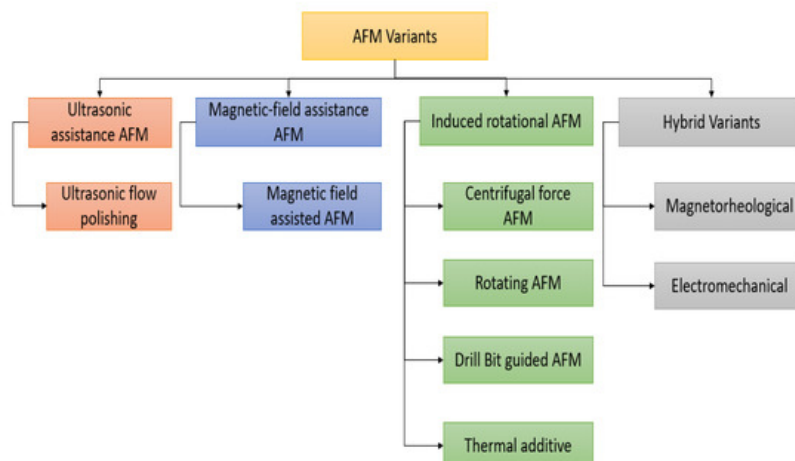 AFM Variants
Ultrasonic
assistance AFM
Magnetic-field assistance
AFM
Induced rotational AFM
Hybrid Variants
Ultrasonic flow
polishing
Magnetic field
assisted AFM
Centrifugal force
AFM
Magnetorheological
Rotating AFM
Electromechanical
Drill Bit guided AFM
Thermal additive